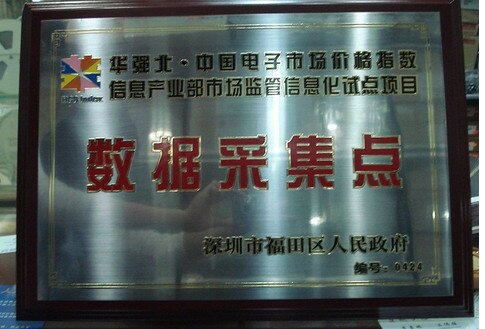 华强北·中国电子市场价格指数
信息产业部市场监管信息化试点项目
数据采集点
深圳市福田区人民政府
编号：0424